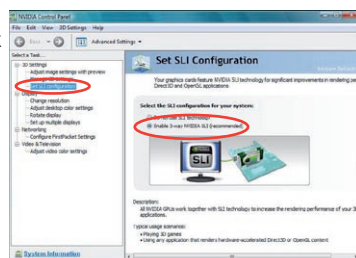 NVIDIA Control Panel
File Edit View 3D Settings Help
Advanced Settings
Select a Task...
3D Settings
Adjust image settings with preview
Set SLI Configuration
Display
Change resolution
Adjust desktop color settings
Rotate display
Set up multiple displays
Networking
Configure FirstPacket Settings
Video & Television
Adjust video color settings
System Information
Set SLI Configuration
Your graphics cards feature NVIDIA SLI technology for significant improvements in rendering
Direct3D and OpenGL applications.
Select the SLI configuration for your system:
SLI technology
Enable 3-way NVIDIA SLI (recommended)
SLI
Description:
All NVIDIA GPUs work together with SLI technology to increase the rendering performance of your
applications.
Typical usage scenarios:
• Playing 3D games
• Using any application that renders hardware-accelerated Direct3D or OpenGL content